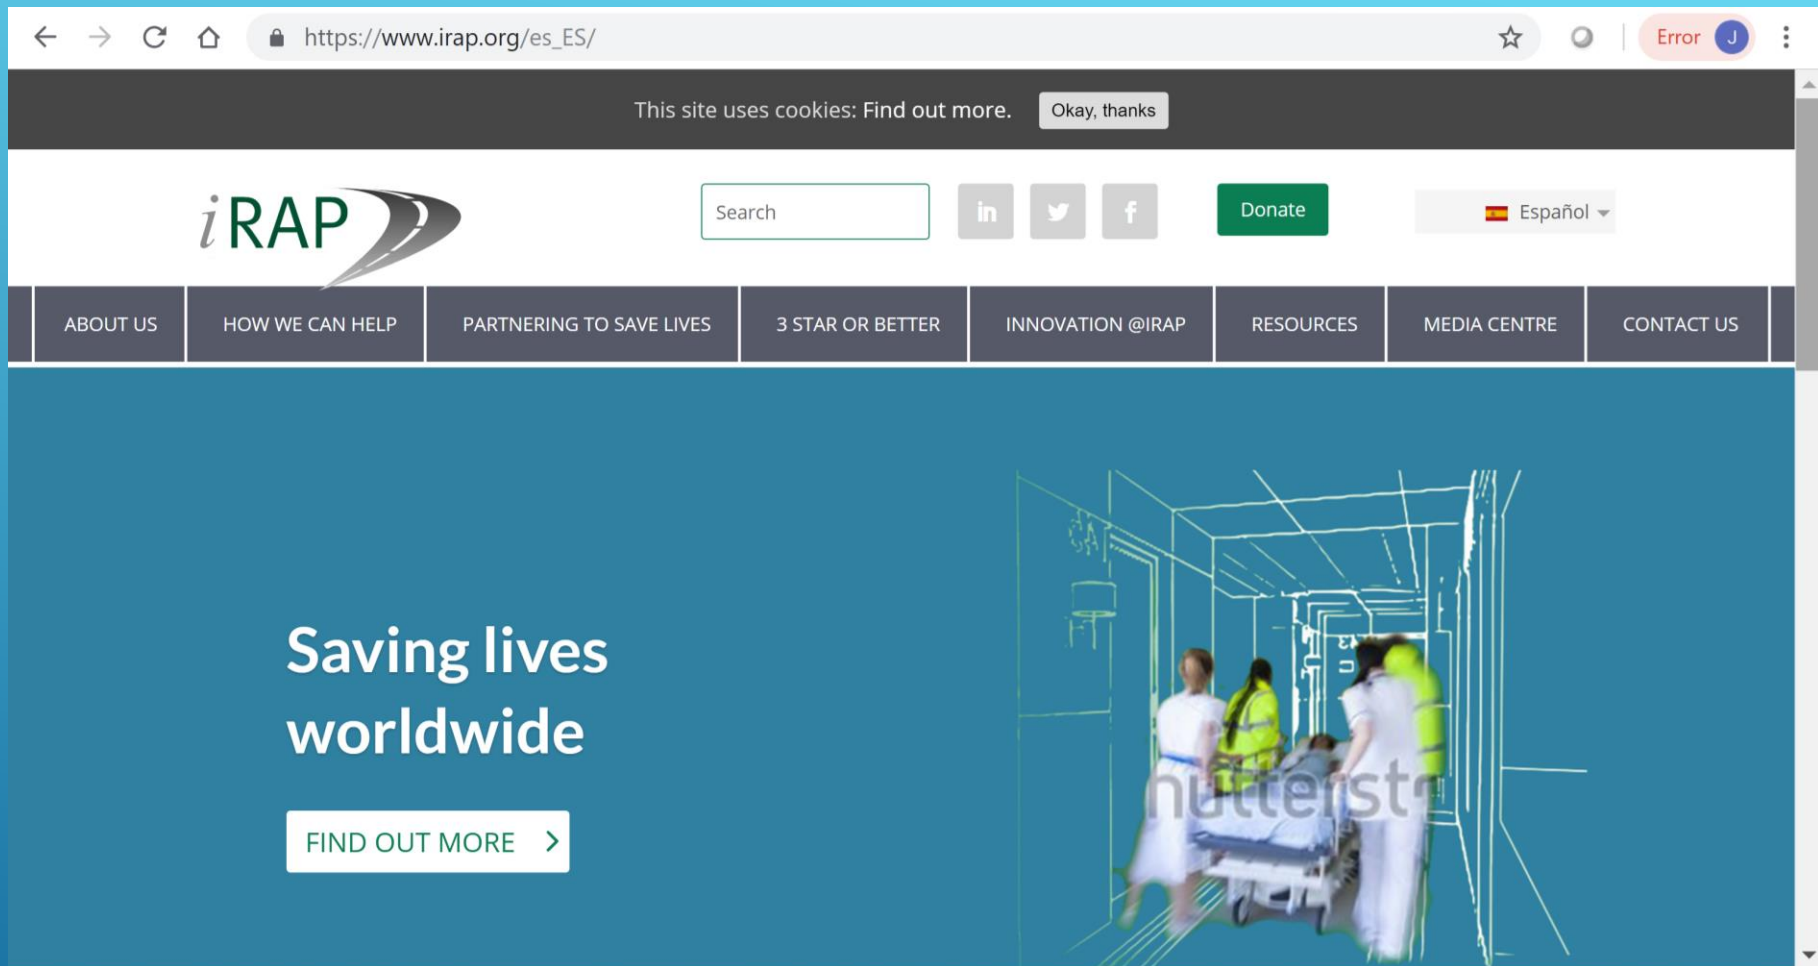 https://www.irap.org/es_ES/
Error J
This site uses cookies: Find out more. Okay, thanks
iRAP
Search
in f
Donate
Español
ABOUT US HOW WE CAN HELP PARTNERING TO SAVE LIVES 3 STAR OR BETTER INNOVATION @IRAP RESOURCES MEDIA CENTRE CONTACT US
Saving lives
worldwide
FIND OUT MORE
hutterst